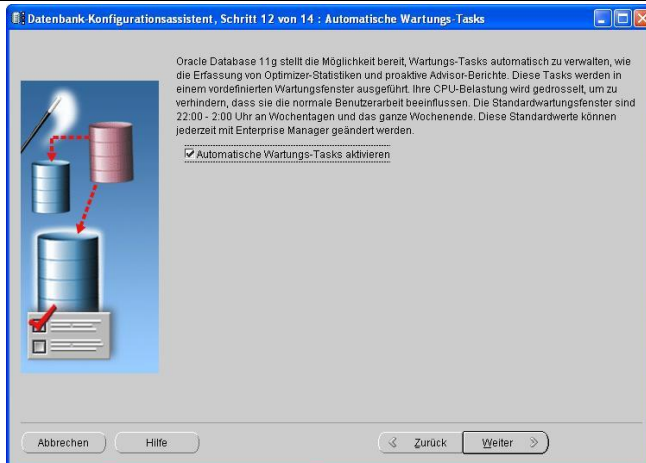 Datenbank-Konfigurationsassistent, Schritt 12 von 14 : Automatische Wartungs-Tasks
Oracle Database 11g stellt die Möglichkeit bereit, Wartungs-Tasks automatisch zu verwalten, wie
die Erfassung von Optimizer-Statistiken und proaktive Advisor-Berichte. Diese Tasks werden in
einem vordefinierten Wartungsfenster ausgeführt. Ihre CPU-Belastung wird gedrosselt, um zu
verhindern, dass sie die normale Benutzerarbeit beeinflussen. Die Standardwartungsfenster sind
22:00 - 2:00 Uhr an Wochentagen und das ganze Wochenende. Diese Standardwerte können
jederzeit mit Enterprise Manager geändert werden.
Automatische Wartungs-Tasks aktivieren
Abbrechen Hilfe Zurück Weiter